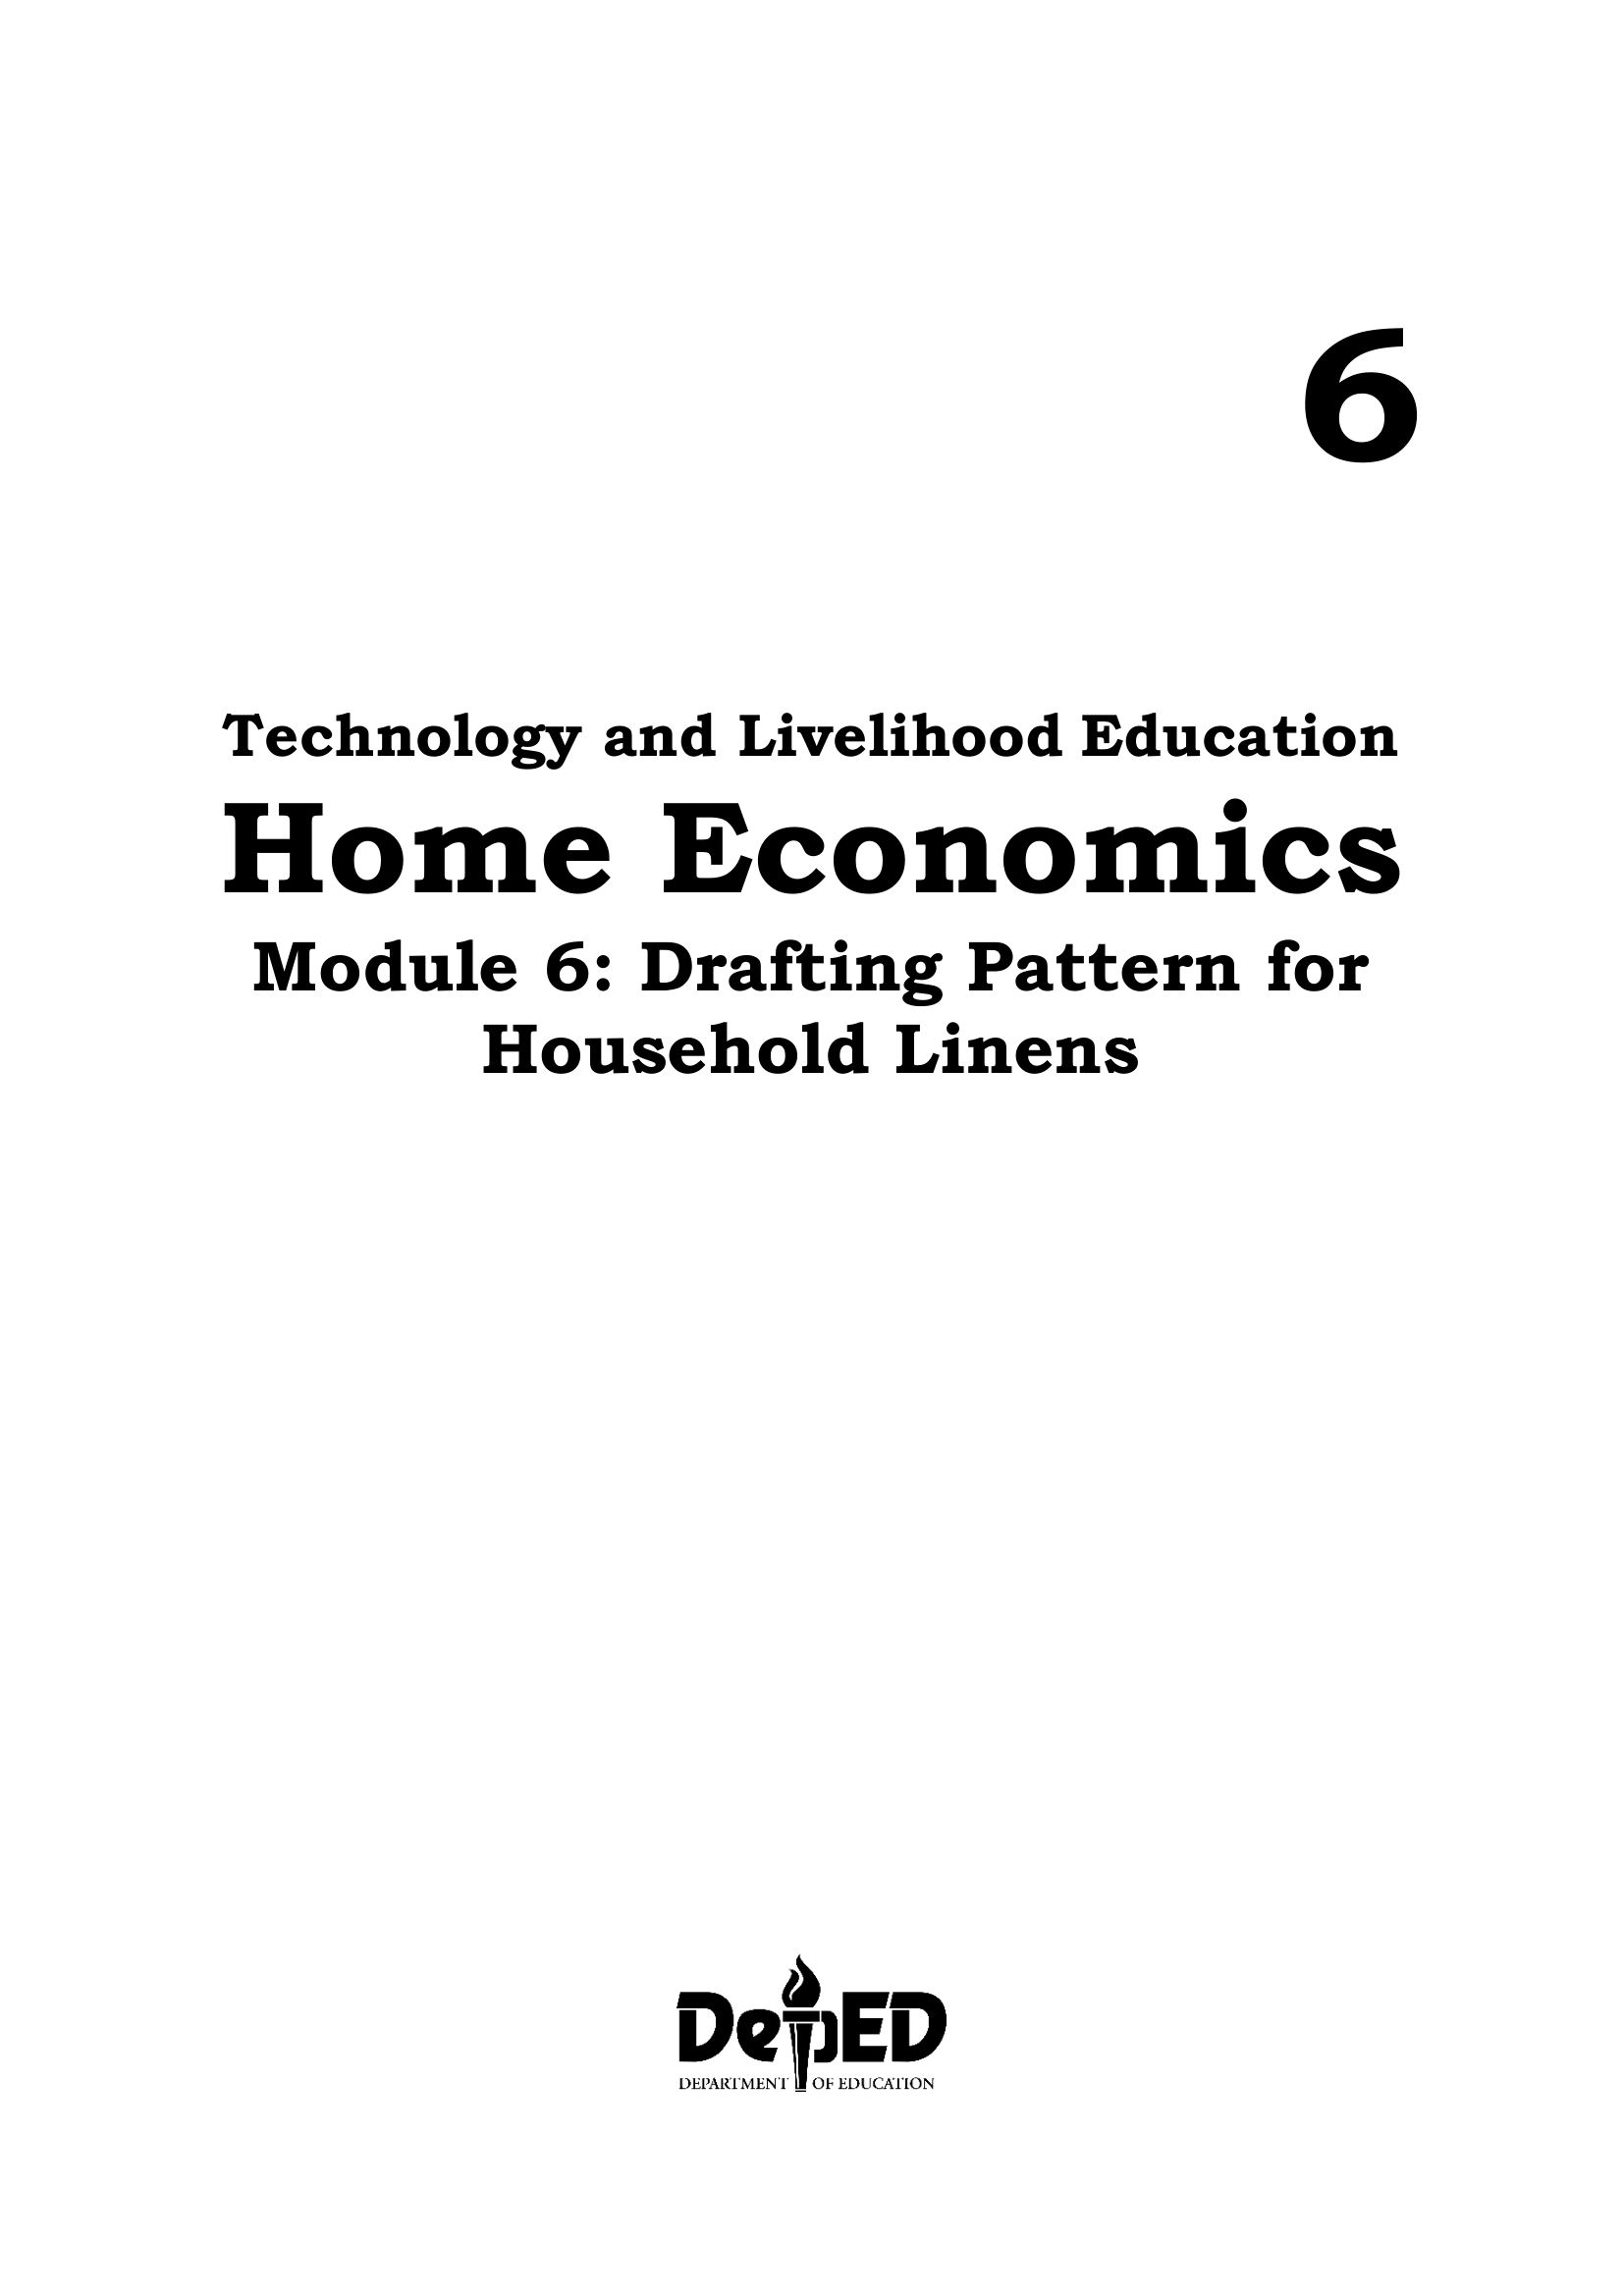 6
Technology and Livelihood Education
Home Economics
Module 6: Drafting Pattern for
Household Linens
DepED
DEPARTMENT OF EDUCATION